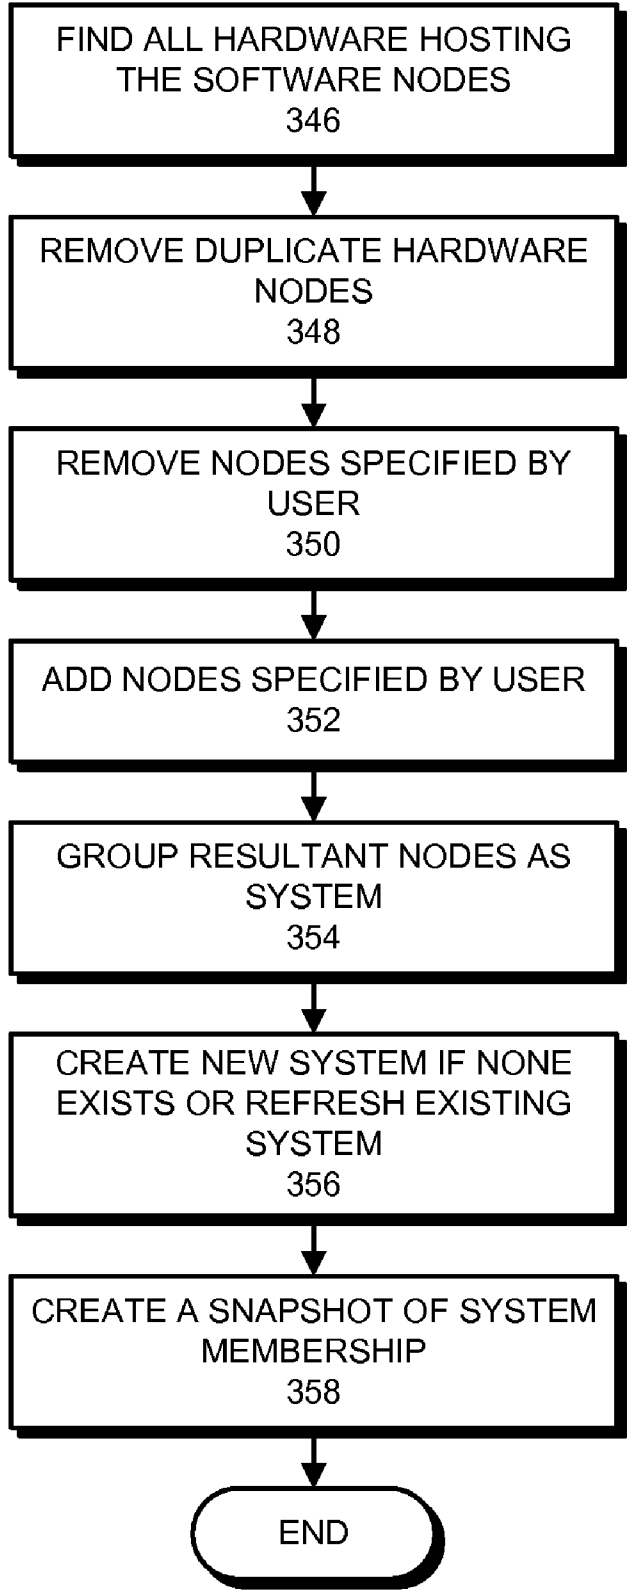 FIND ALL HARDWARE HOSTING
THE SOFTWARE NODES
346
REMOVE DUPLICATE HARDWARE
NODES
348
REMOVE NODES SPECIFIED BY
USER
350
ADD NODES SPECIFIED BY USER
352
GROUP RESULTANT NODES AS
SYSTEM
354
CREATE NEW SYSTEM IF NONE
EXISTS OR REFRESH EXISTING
SYSTEM
356
CREATE A SNAPSHOT OF SYSTEM
MEMBERSHIP
358
END